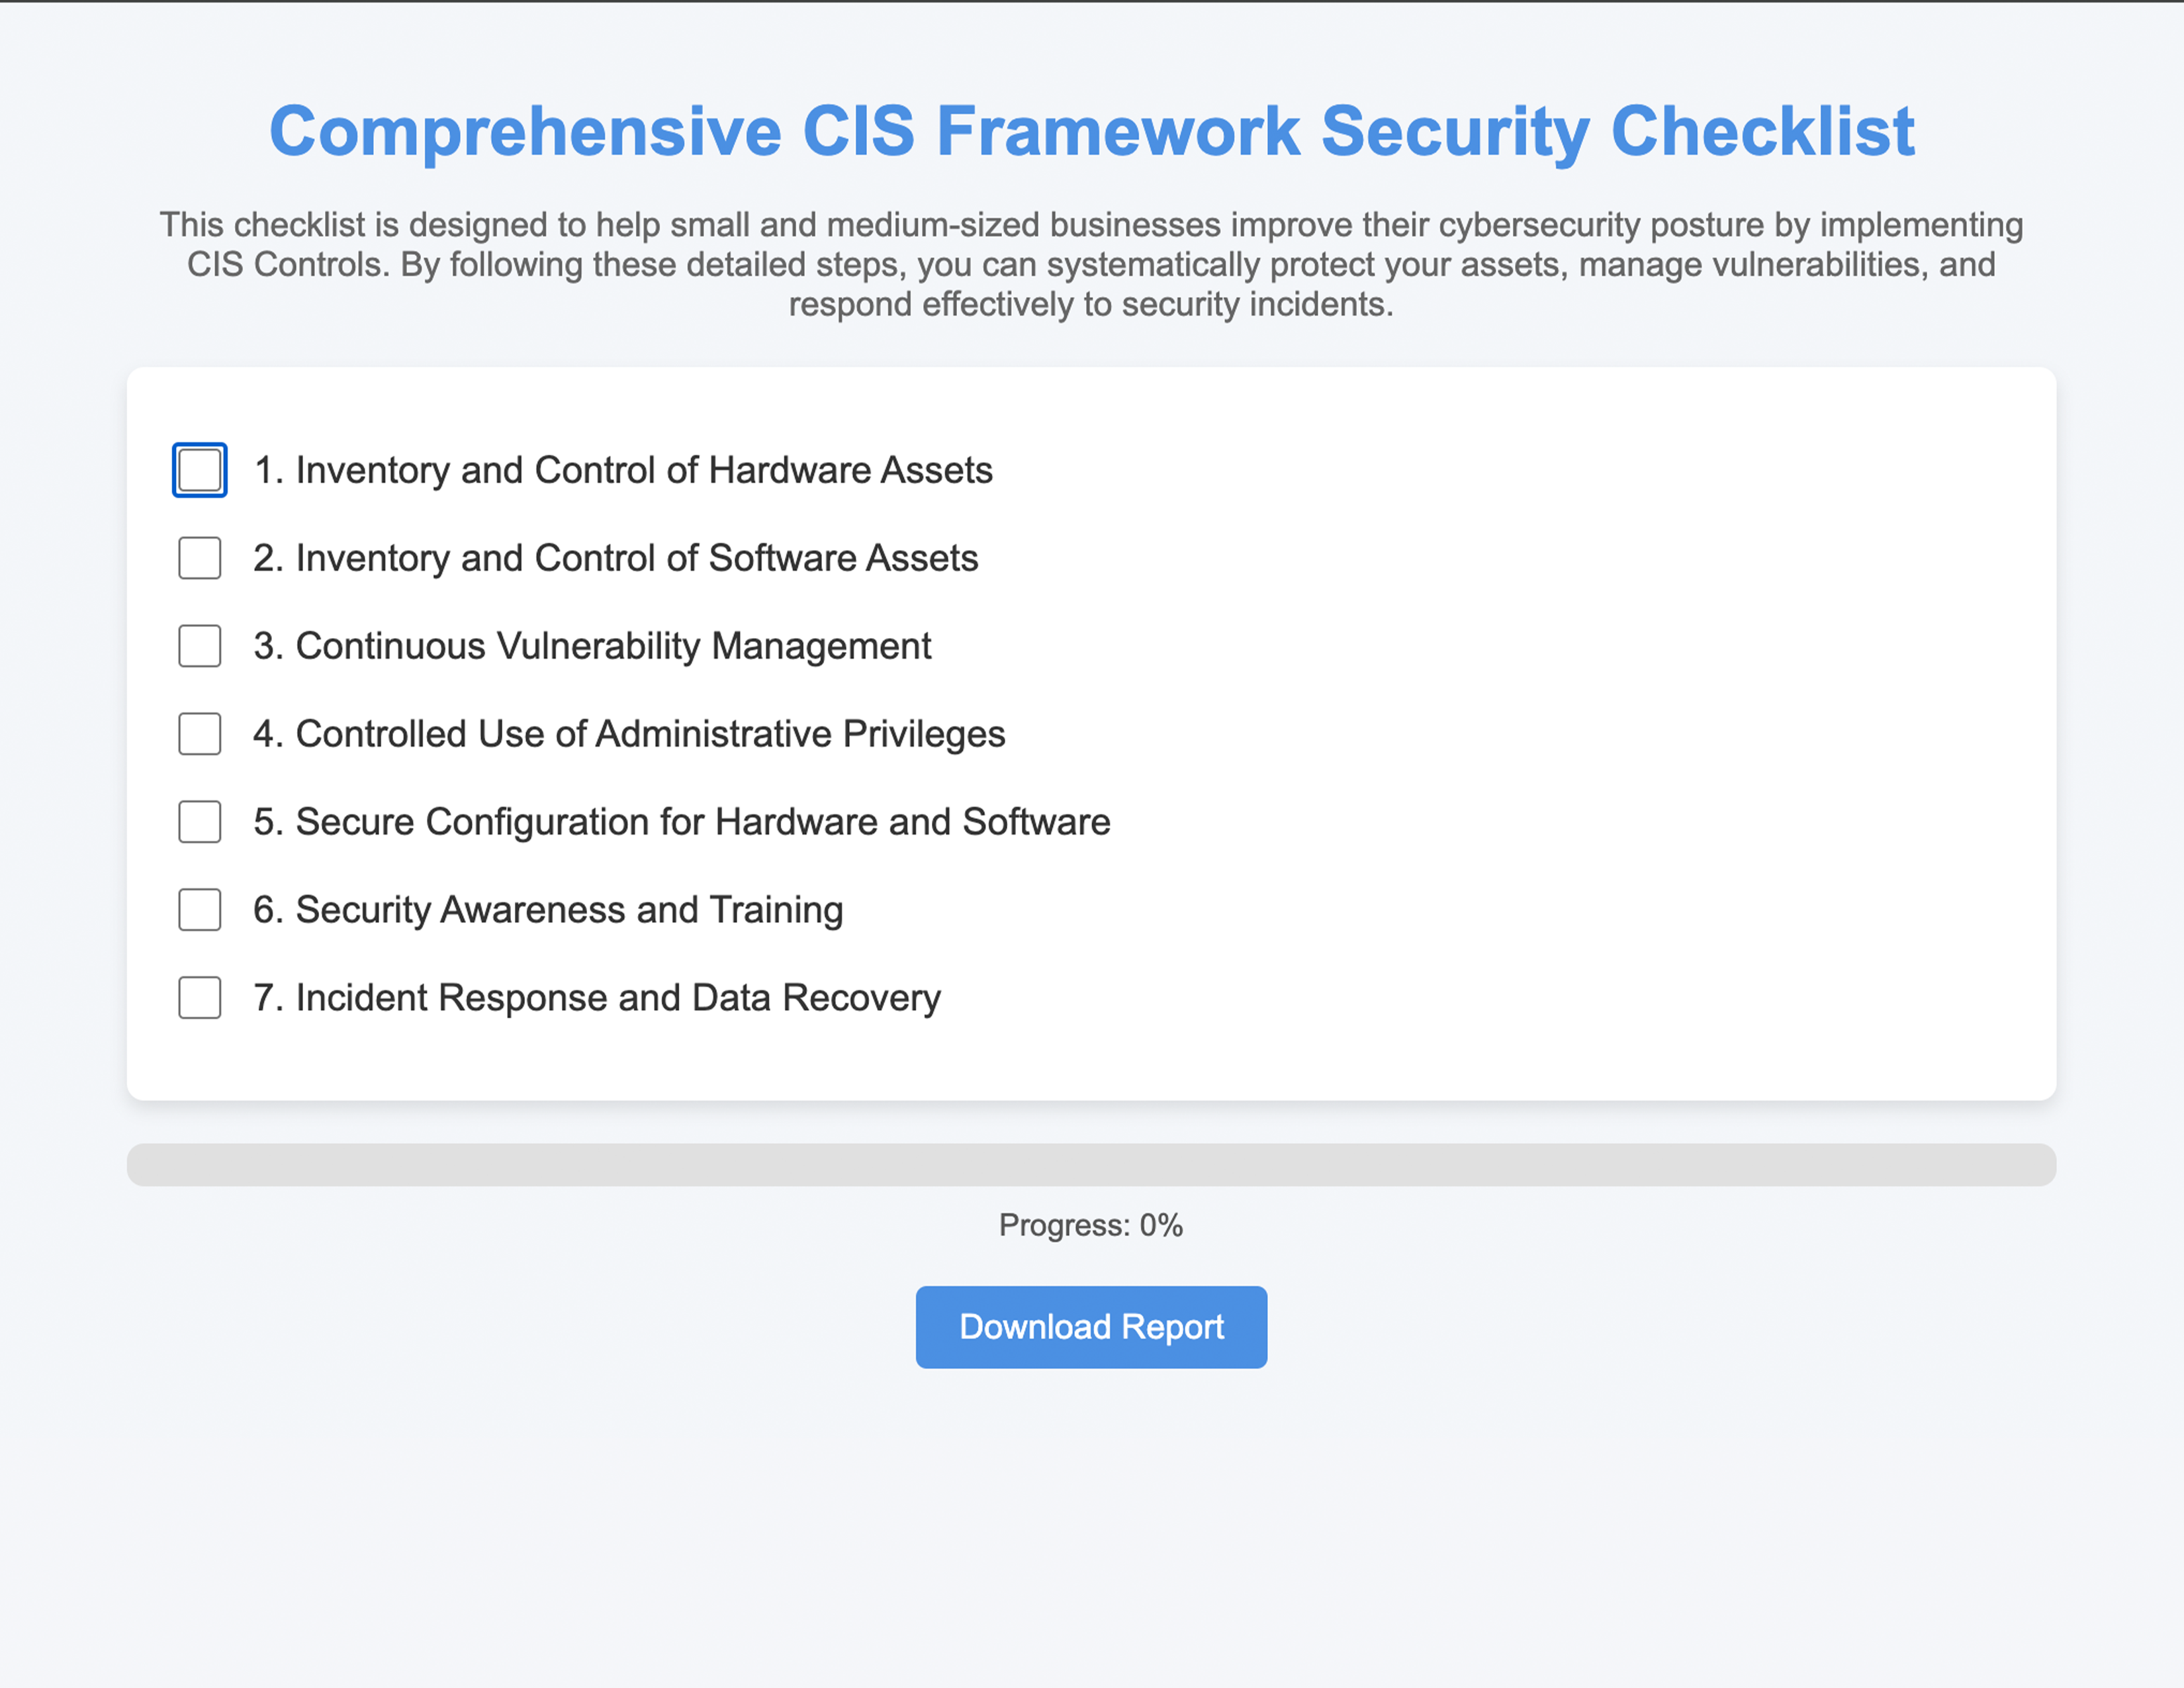 Comprehensive CIS Framework Security Checklist
This checklist is designed to help small and medium-sized businesses improve their cybersecurity posture by implementing
CIS Controls. By following these detailed steps, you can systematically protect your assets, manage vulnerabilities, and
respond effectively to security incidents.
1. Inventory and Control of Hardware Assets
2. Inventory and Control of Software Assets
3. Continuous Vulnerability Management
4. Controlled Use of Administrative Privileges
5. Secure Configuration for Hardware and Software
6. Security Awareness and Training
7. Incident Response and Data Recovery
Progress: 0%
Download Report